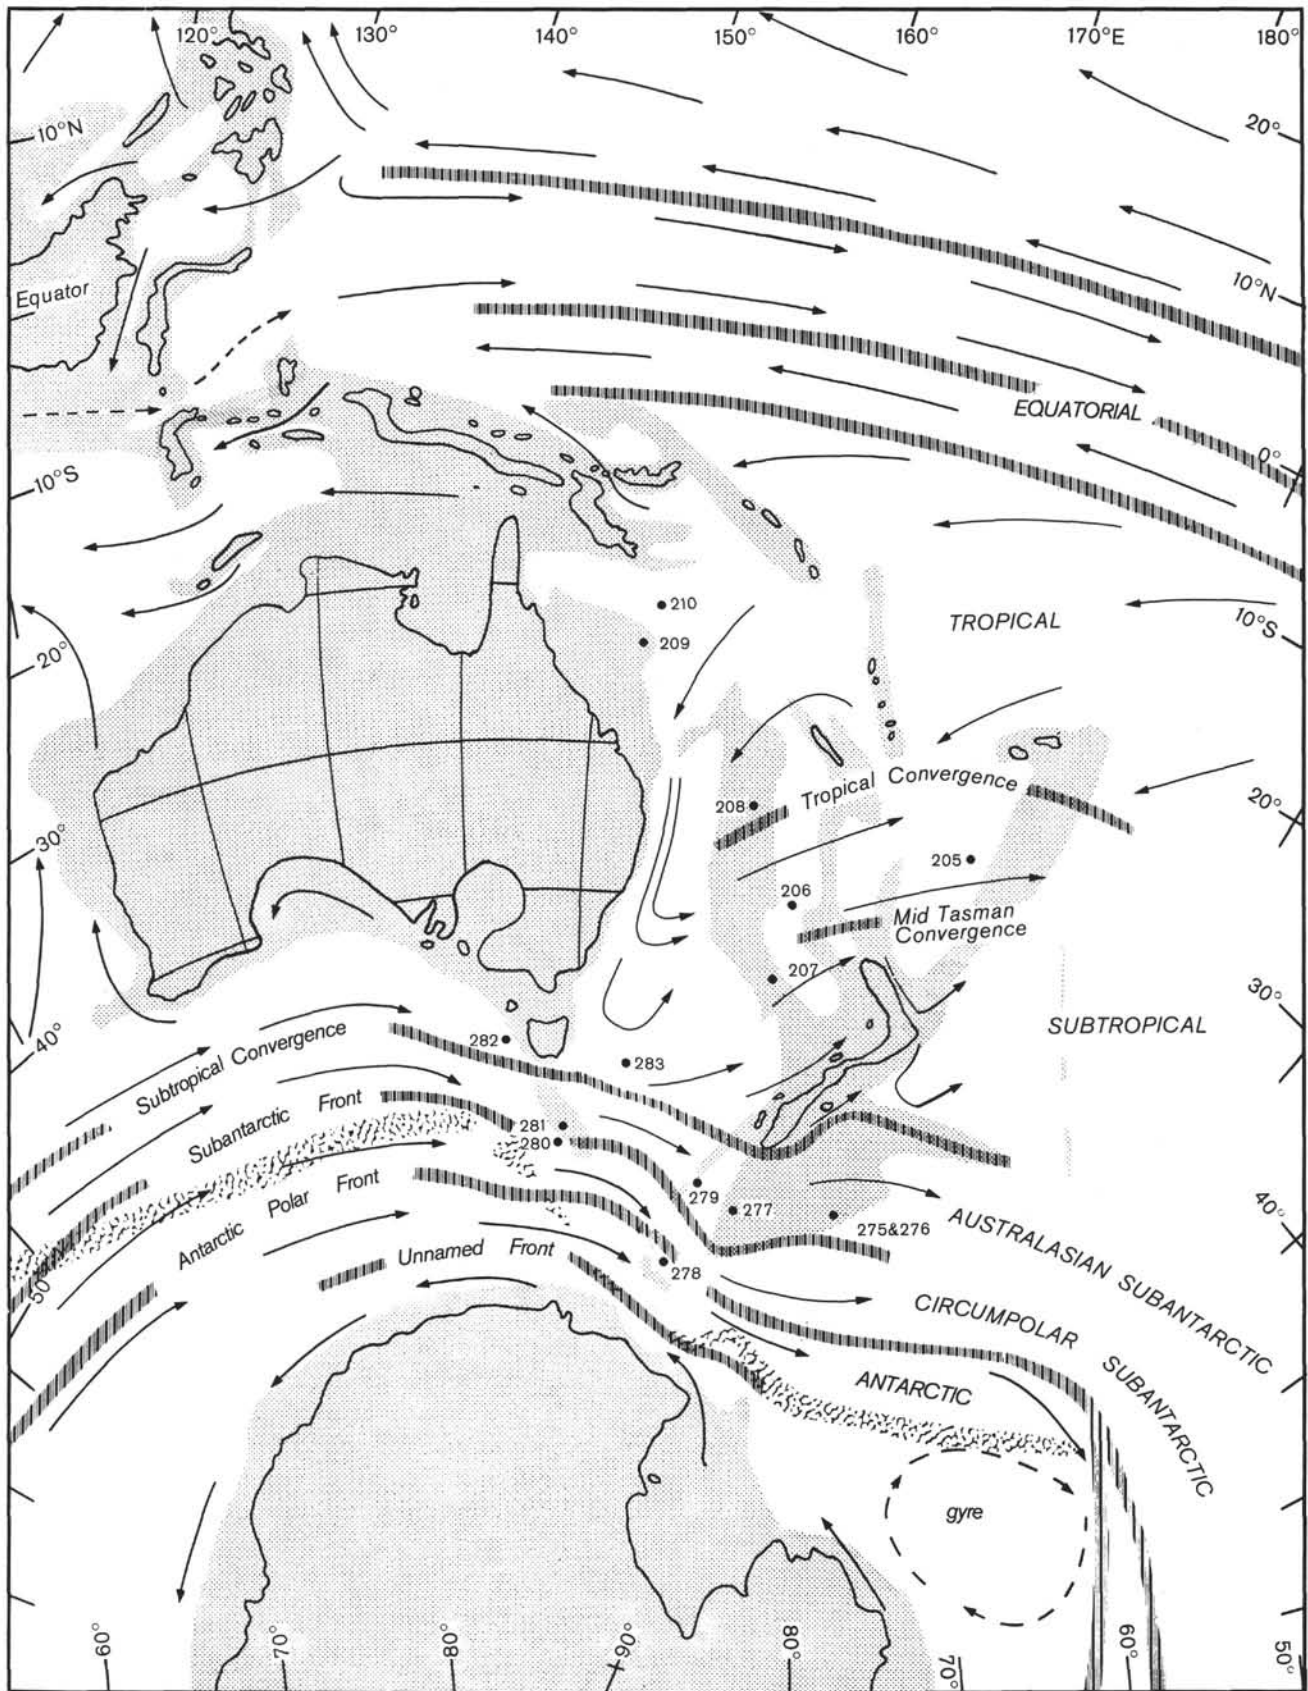 120°
130°
140°
150°
160°
170°E
180°
10°N
20°
Equator
10°N
EQUATORIAL
0°
10°S
210
209
TROPICAL
10°S
20°
208
Tropical Convergence
20°
30°
205
206
Mid Tasman
Convergence
207
30°
SUBTROPICAL
40°
Subtropical Convergence
282
283
Subantarctic Front
281
280
Antarctic Polar Front
279
277
275&276
40°
AUSTRALASIAN SUBANTARCTIC
Unnamed Front
278
50°
CIRCUMPOLAR
SUBANTARCTIC
ANTARCTIC
gyre
60°
70°
80°
90°
80°
70°
60°
50°